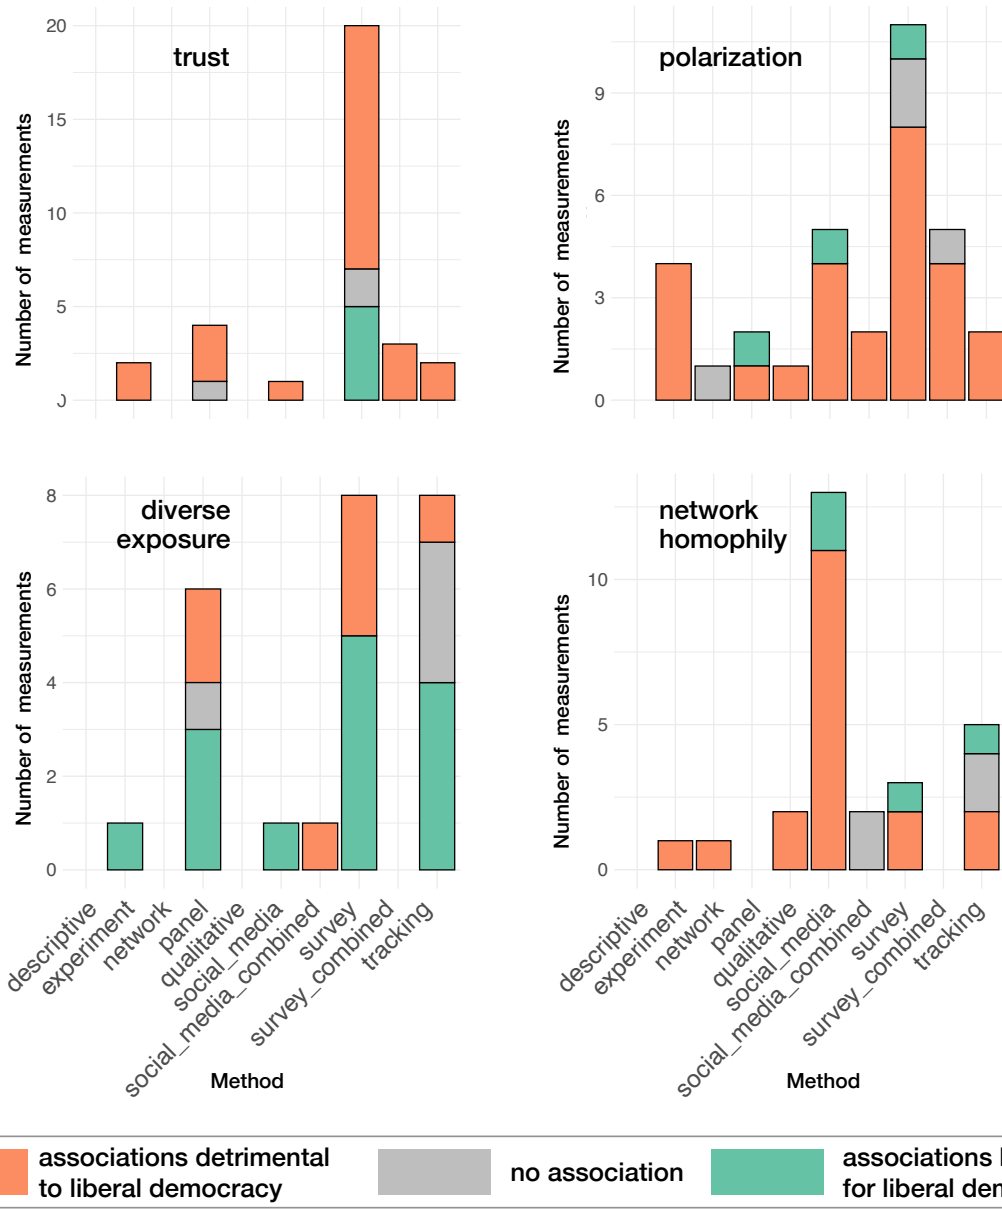 trust
Number of measurements
20
15
10
5
polarization
Number of measurements
9
6
3
0
diverse
exposure
Number of measurements
8
6
4
2
0
descriptive
experiment
network
panel
qualitative
social_media
social_media_combined
survey
survey_combined
tracking
Method
network
homophily
Number of measurements
10
5
0
descriptive
experiment
network
panel
qualitative
social_media
social_media_combined
survey
survey_combined
tracking
Method
associations detrimental
to liberal democracy
no association
associations
for liberal